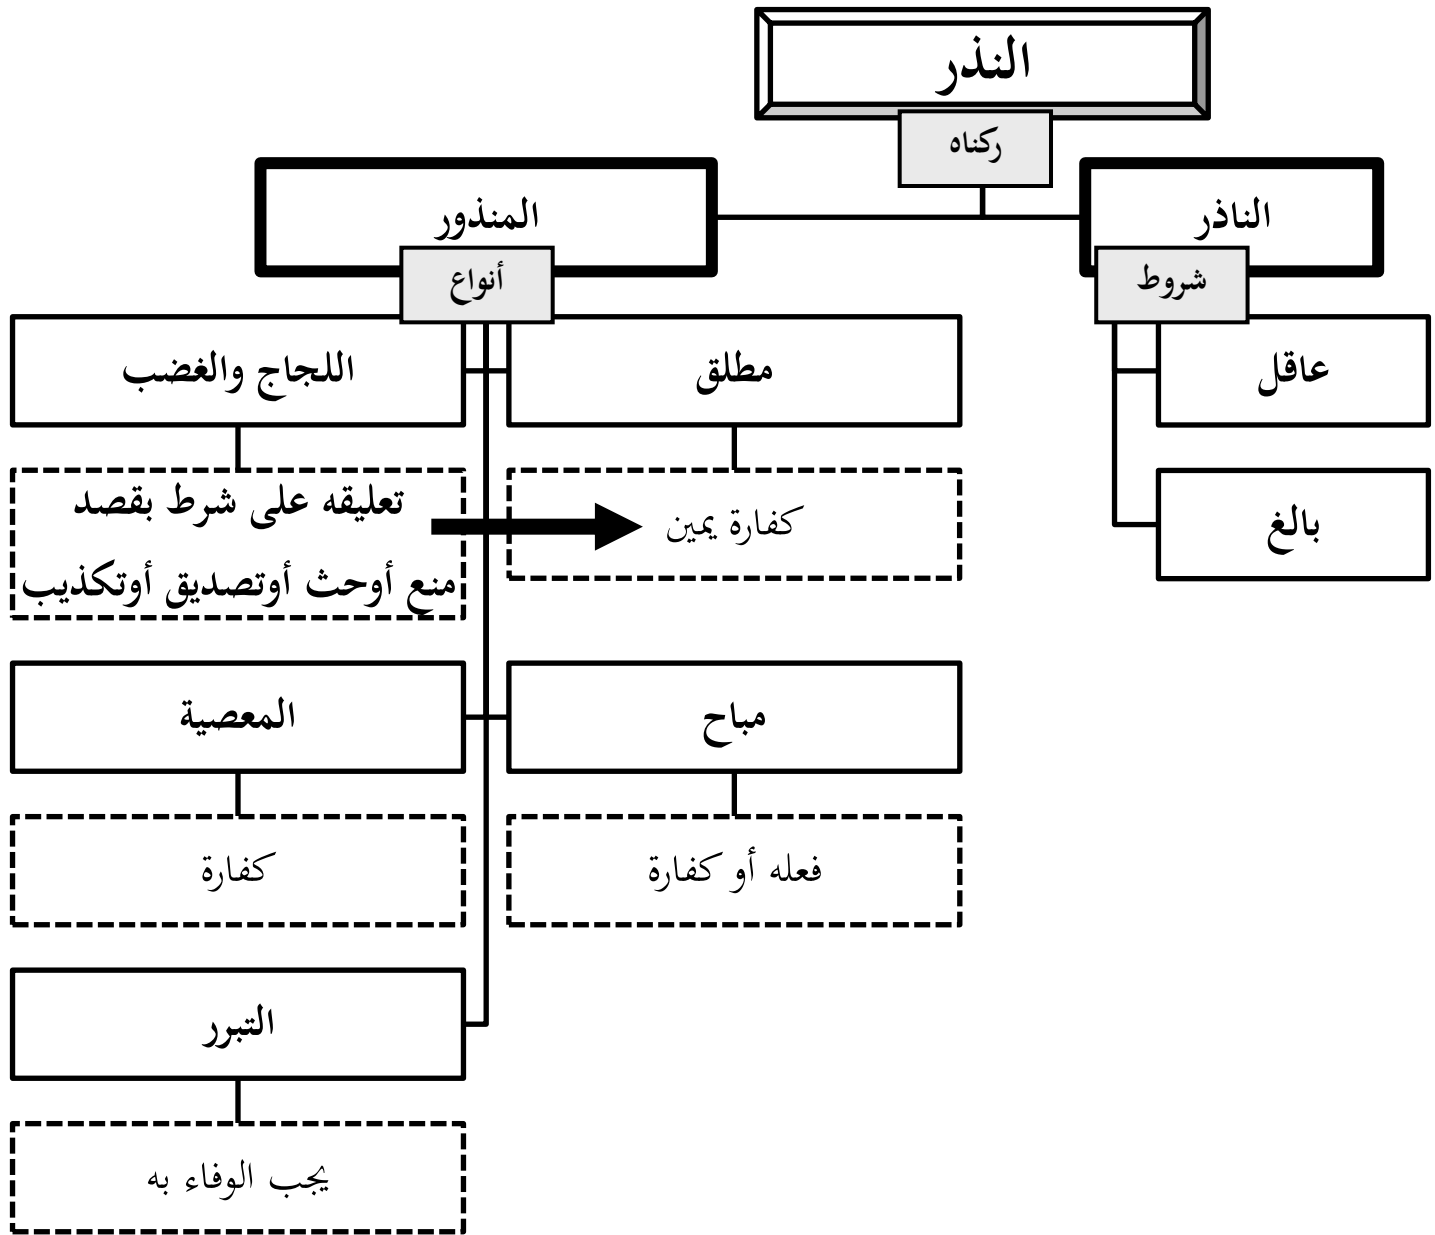 النذر
ركناه
الناذر
المنذور
شروط
أنواع
عاقل
مطلق
اللجاج والغضب
بالغ
كفارة يمين
تعليقه على شرط بقصد
منع أوحث أوتصديق أوتكذيب
مباح
المعصية
فعله أو كفارة
كفارة
التبرر
يجب الوفاء به